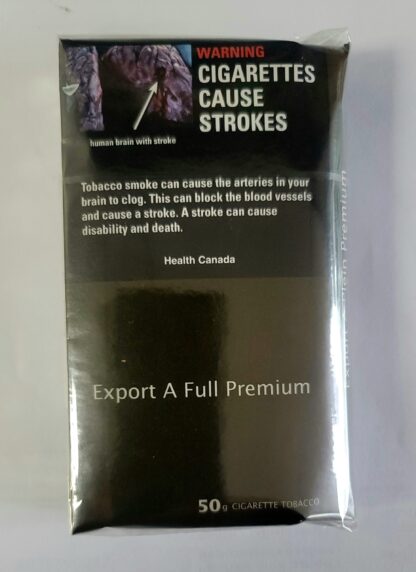 WARNING
CIGARETTES
CAUSE
STROKES
human brain with stroke
Tobacco smoke can cause the arteries in your
brain to clog. This can block the blood vessels
and cause a stroke. A stroke can cause
disability and death.
Health Canada
Export A Full Premium
50g CIGARETTE TOBACCO
Premium